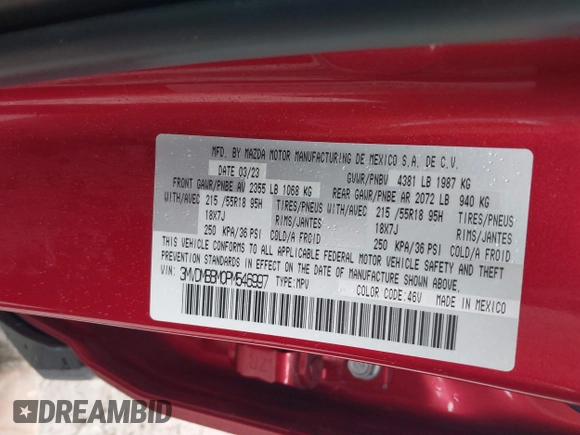 MFD. BY MAZDA MOTOR MANUFACTURING DE MEXICO S.A. DE C.V.
DATE 03/23 GVWR/PNBV 4381 LB 1987 KG
FRONT GAWR/PNBE AV 2355 LB 1068 KG REAR GAWR/PNBE AR 2072 LB 940 KG
WITH/AVEC 215/55R18 95H TIRES/PNEUS WITH/AVEC 215/55R18 95H TIRES/PNEUS
18X7J RIMS/JANTES 18X7J RIMS/JANTES
250 KPA/36 PSI COLD/A FROID 250 KPA/36 PSI COLD/A FROID
THIS VEHICLE CONFORMS TO ALL APPLICABLE FEDERAL MOTOR VEHICLE SAFETY AND THEFT
PREVENTION STANDARDS IN EFFECT ON THE DATE OF MANUFACTURE SHOWN ABOVE.
VIN: 3MVDMBBM0PM546997 TYPE:MPV COLOR CODE:46V MADE IN MEXICO
DREAMBID